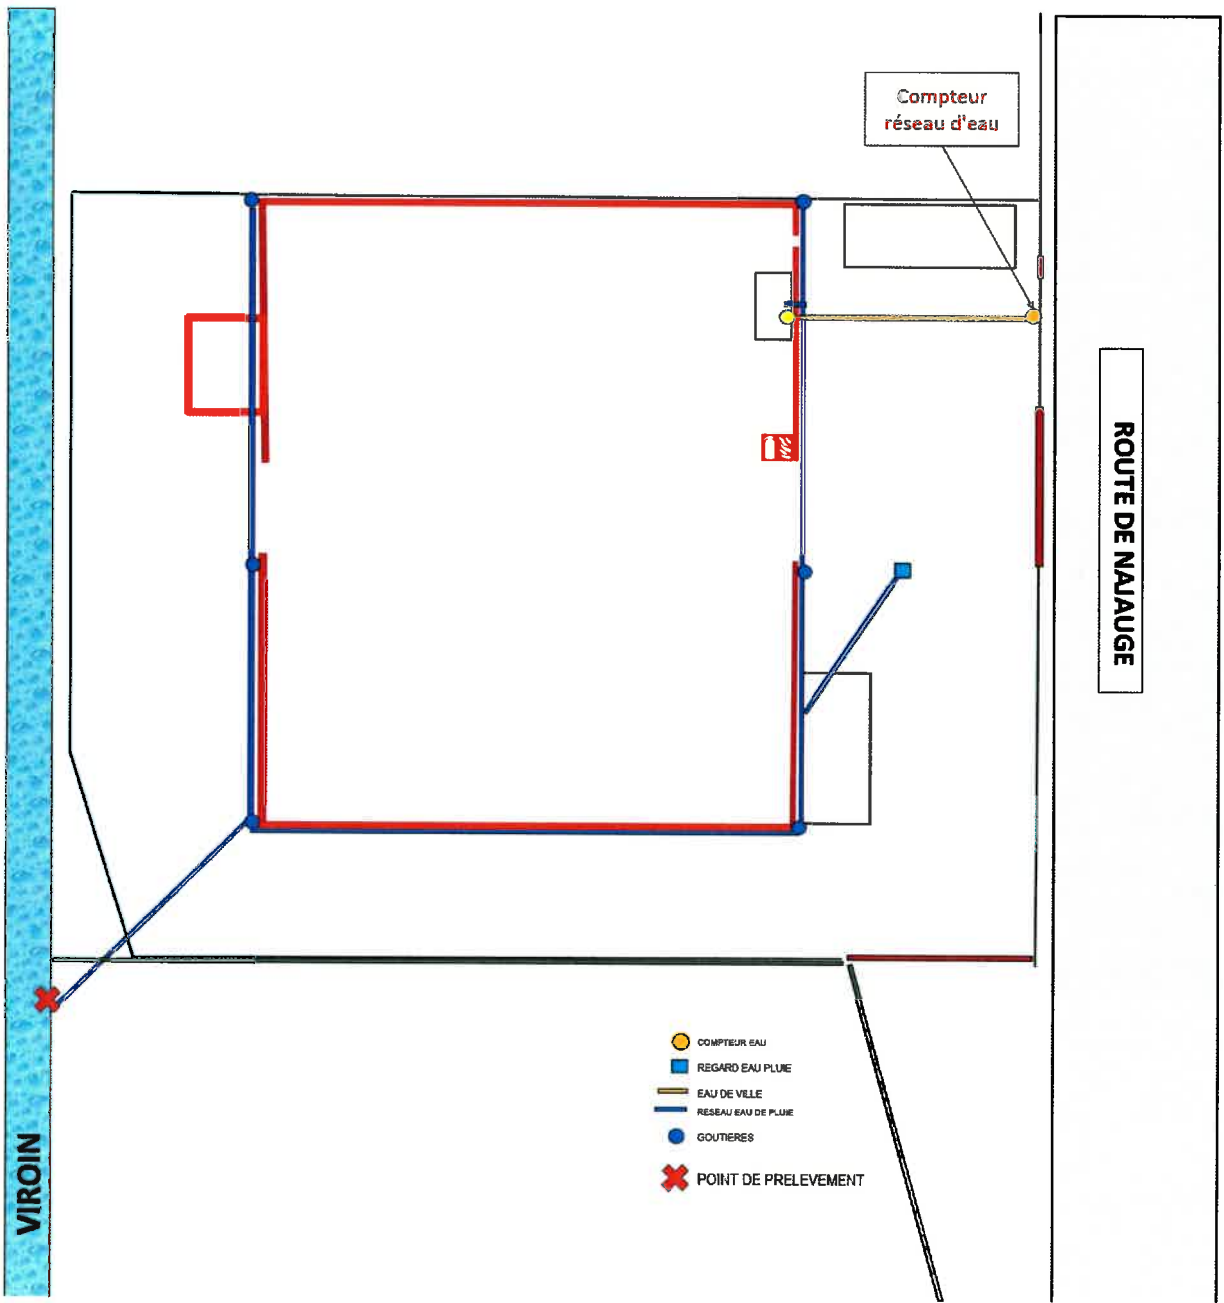 Compteur
réseau d'eau
ROUTE DE NAJAUGE
COMPTEUR EAU
REGARD EAU PLUIE
EAU DE VILLE
RESEAU EAU DE PLUIE
GOUTIERES
POINT DE PRELEVEMENT
VIROIN